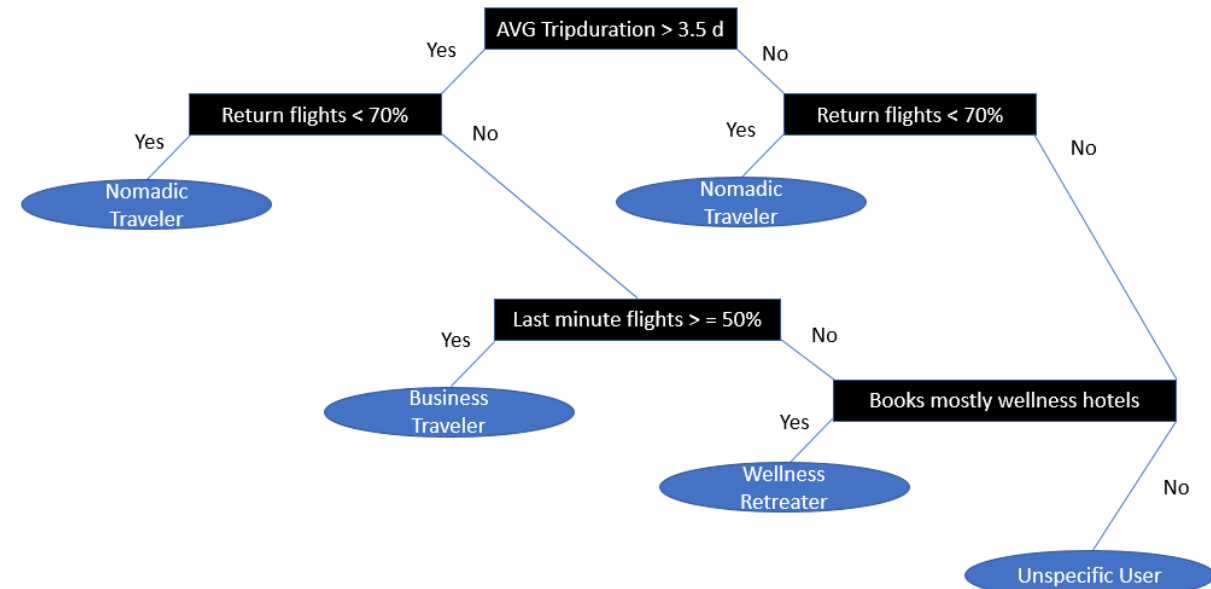 AVG Tripduration > 3.5 d
Yes
No
Return flights < 70%
Return flights < 70%
Yes
No
Yes
No
Nomadic
Traveler
Nomadic
Traveler
Last minute flights > = 50%
Yes
No
Business
Traveler
Books mostly wellness hotels
Yes
Wellness
Retreater
No
Unspecific User